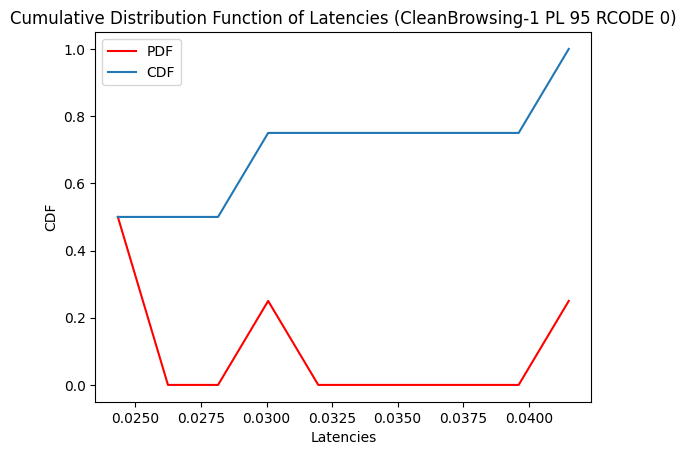 Cumulative Distribution Function of Latencies (CleanBrowsing-1 PL 95 RCODE 0)
PDF
CDF
1.0
0.8
0.6
0.4
0.2
0.0
CDF
0.0250
0.0275
0.0300
0.0325
0.0350
0.0375
0.0400
Latencies